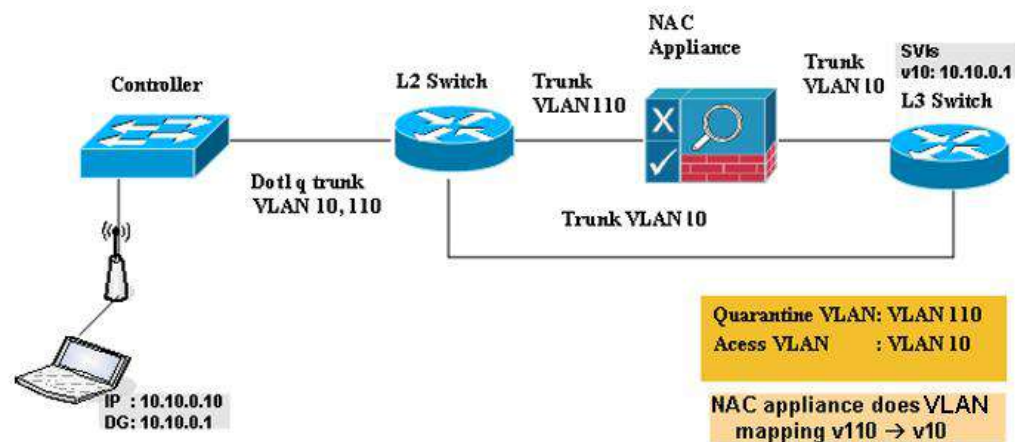 NAC
Appliance
SVIs
v10: 10.10.0.1
Controller
L2 Switch
Trunk
VLAN 110
Trunk
VLAN 10
L3 Switch
Dot1q trunk
VLAN 10, 110
Trunk VLAN 10
Quarantine VLAN: VLAN 110
Acess VLAN : VLAN 10
IP : 10.10.0.10
DG: 10.10.0.1
NAC appliance does VLAN
mapping v110 → v10